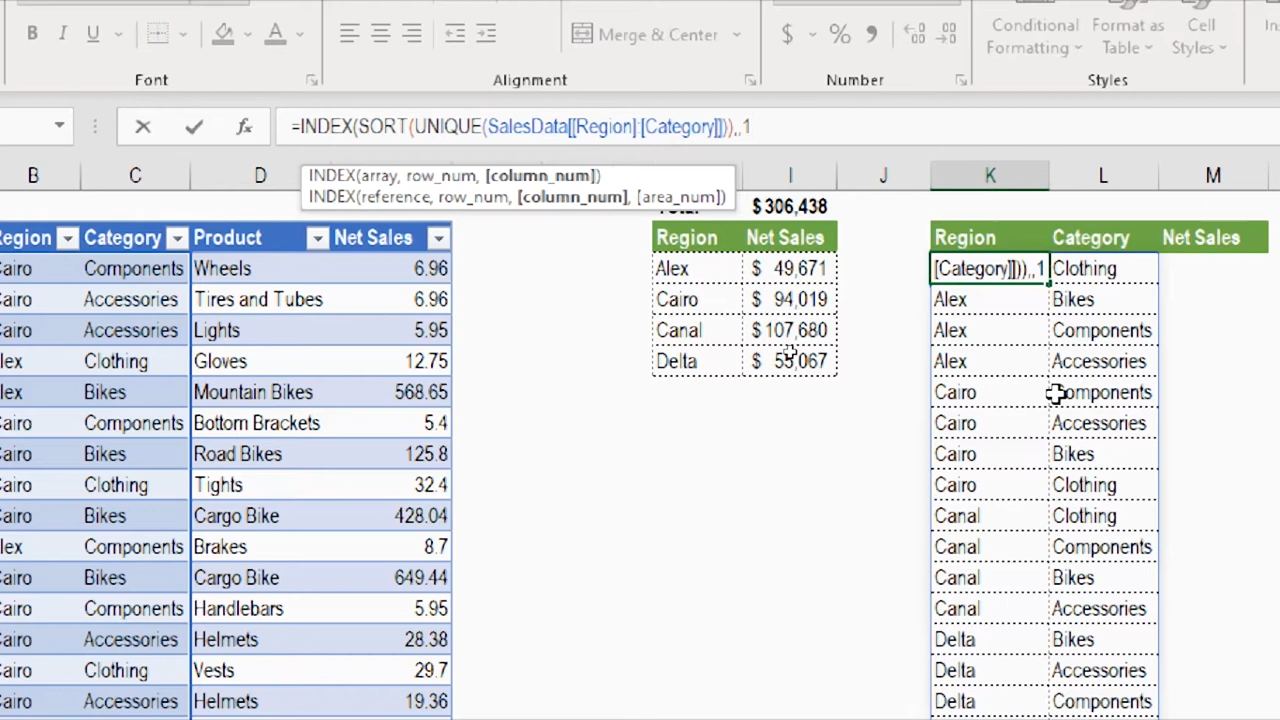 B I U A Merge & Center $ % Conditional Format as Cell
Formatting Table Styles
Font Alignment Number Styles
fx =INDEX(SORT(UNIQUE(SalesData[[Region]:[Category]])),,1
INDEX(array, row_num, [column_num])
INDEX(reference, row_num, [column_num], [area_num])
B C D I J K L M
$ 306,438
Region Category Product Net Sales Region Net Sales Region Category Net Sales
Cairo Components Wheels 6.96 Alex $ 49,671 [Category]])),,1 Clothing
Cairo Accessories Tires and Tubes 6.96 Cairo $ 94,019 Alex Bikes
Cairo Accessories Lights 5.95 Canal $ 107,680 Alex Components
lex Clothing Gloves 12.75 Delta $ 55,067 Alex Accessories
lex Bikes Mountain Bikes 568.65 Cairo Components
Cairo Components Bottom Brackets 5.4 Cairo Accessories
Cairo Bikes Road Bikes 125.8 Cairo Bikes
Cairo Clothing Tights 32.4 Cairo Clothing
Cairo Bikes Cargo Bike 428.04 Canal Clothing
lex Components Brakes 8.7 Canal Components
Cairo Bikes Cargo Bike 649.44 Canal Bikes
Cairo Components Handlebars 5.95 Canal Accessories
Cairo Accessories Helmets 28.38 Delta Bikes
Cairo Clothing Vests 29.7 Delta Accessories
Cairo Accessories Helmets 19.36 Delta Components